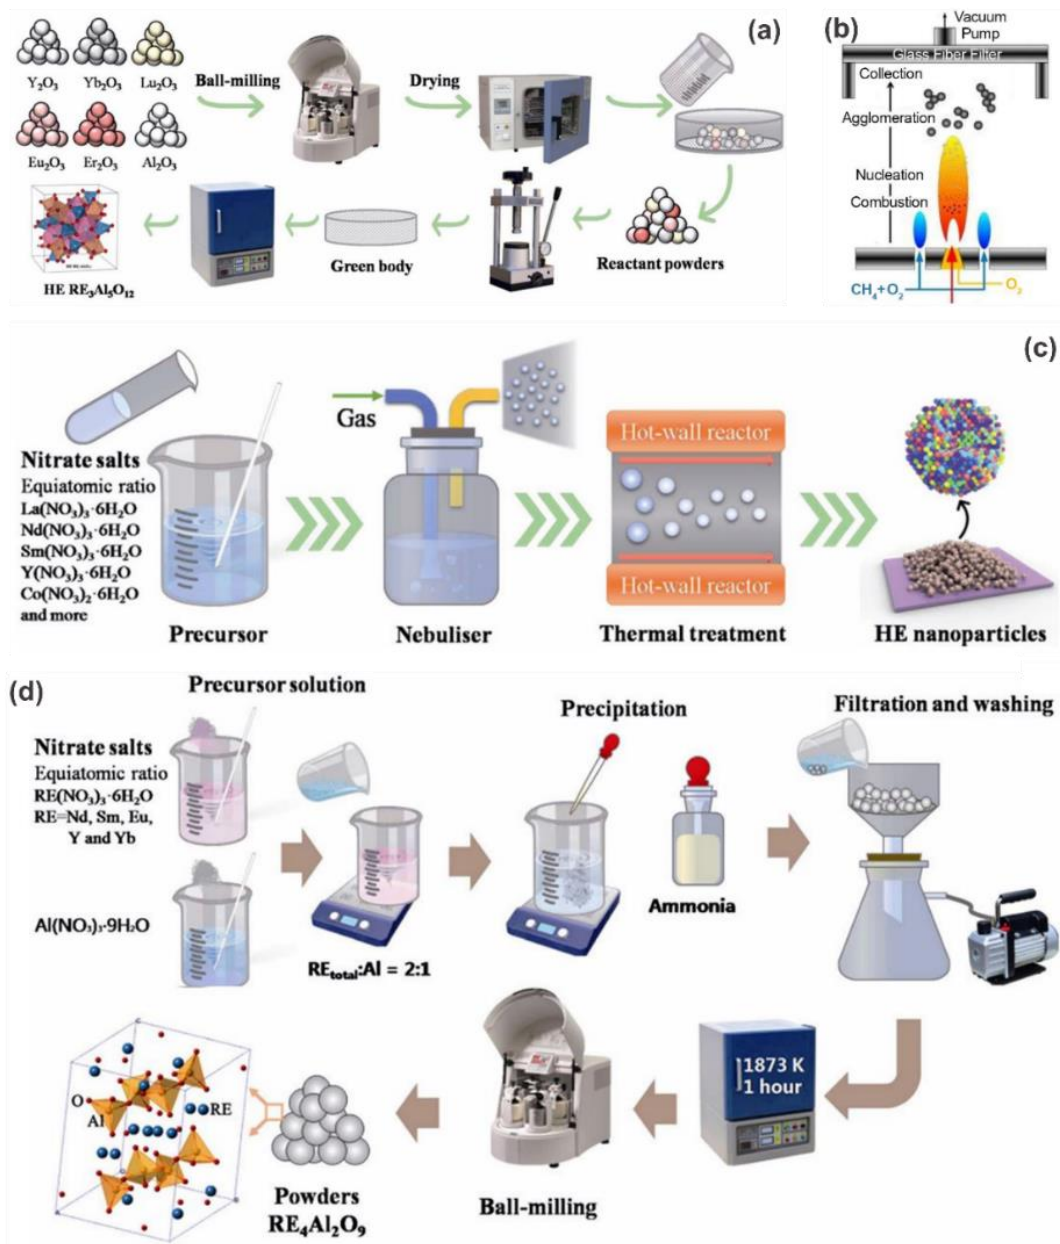 (a)
Y₂O₃ Yb₂O₃ Lu₂O₃
Ball-milling
Drying
Eu₂O₃ Er₂O₃ Al₂O₃
HE RE₃Al₅O₁₂
Green body
Reactant powders
(b)
Vacuum
Pump
Glass Fiber Filter
Collection
Agglomeration
Nucleation
Combustion
CH₄+O₂
O₂
(c)
Nitrate salts
Equiatomic ratio
La(NO₃)₃·6H₂O
Nd(NO₃)₃·6H₂O
Sm(NO₃)₃·6H₂O
Y(NO₃)₃·6H₂O
Co(NO₃)₂·6H₂O
and more
Precursor
Gas
Nebuliser
Hot-wall reactor
Hot-wall reactor
Thermal treatment
HE nanoparticles
(d)
Precursor solution
Nitrate salts
Equiatomic ratio
RE(NO₃)₃·6H₂O
RE=Nd, Sm, Eu,
Y and Yb
Al(NO₃)₃·9H₂O
REtotal:Al = 2:1
Precipitation
Ammonia
Filtration and washing
1873 K
1 hour
Ball-milling
Powders
RE₄Al₂O₉
O
Al
RE